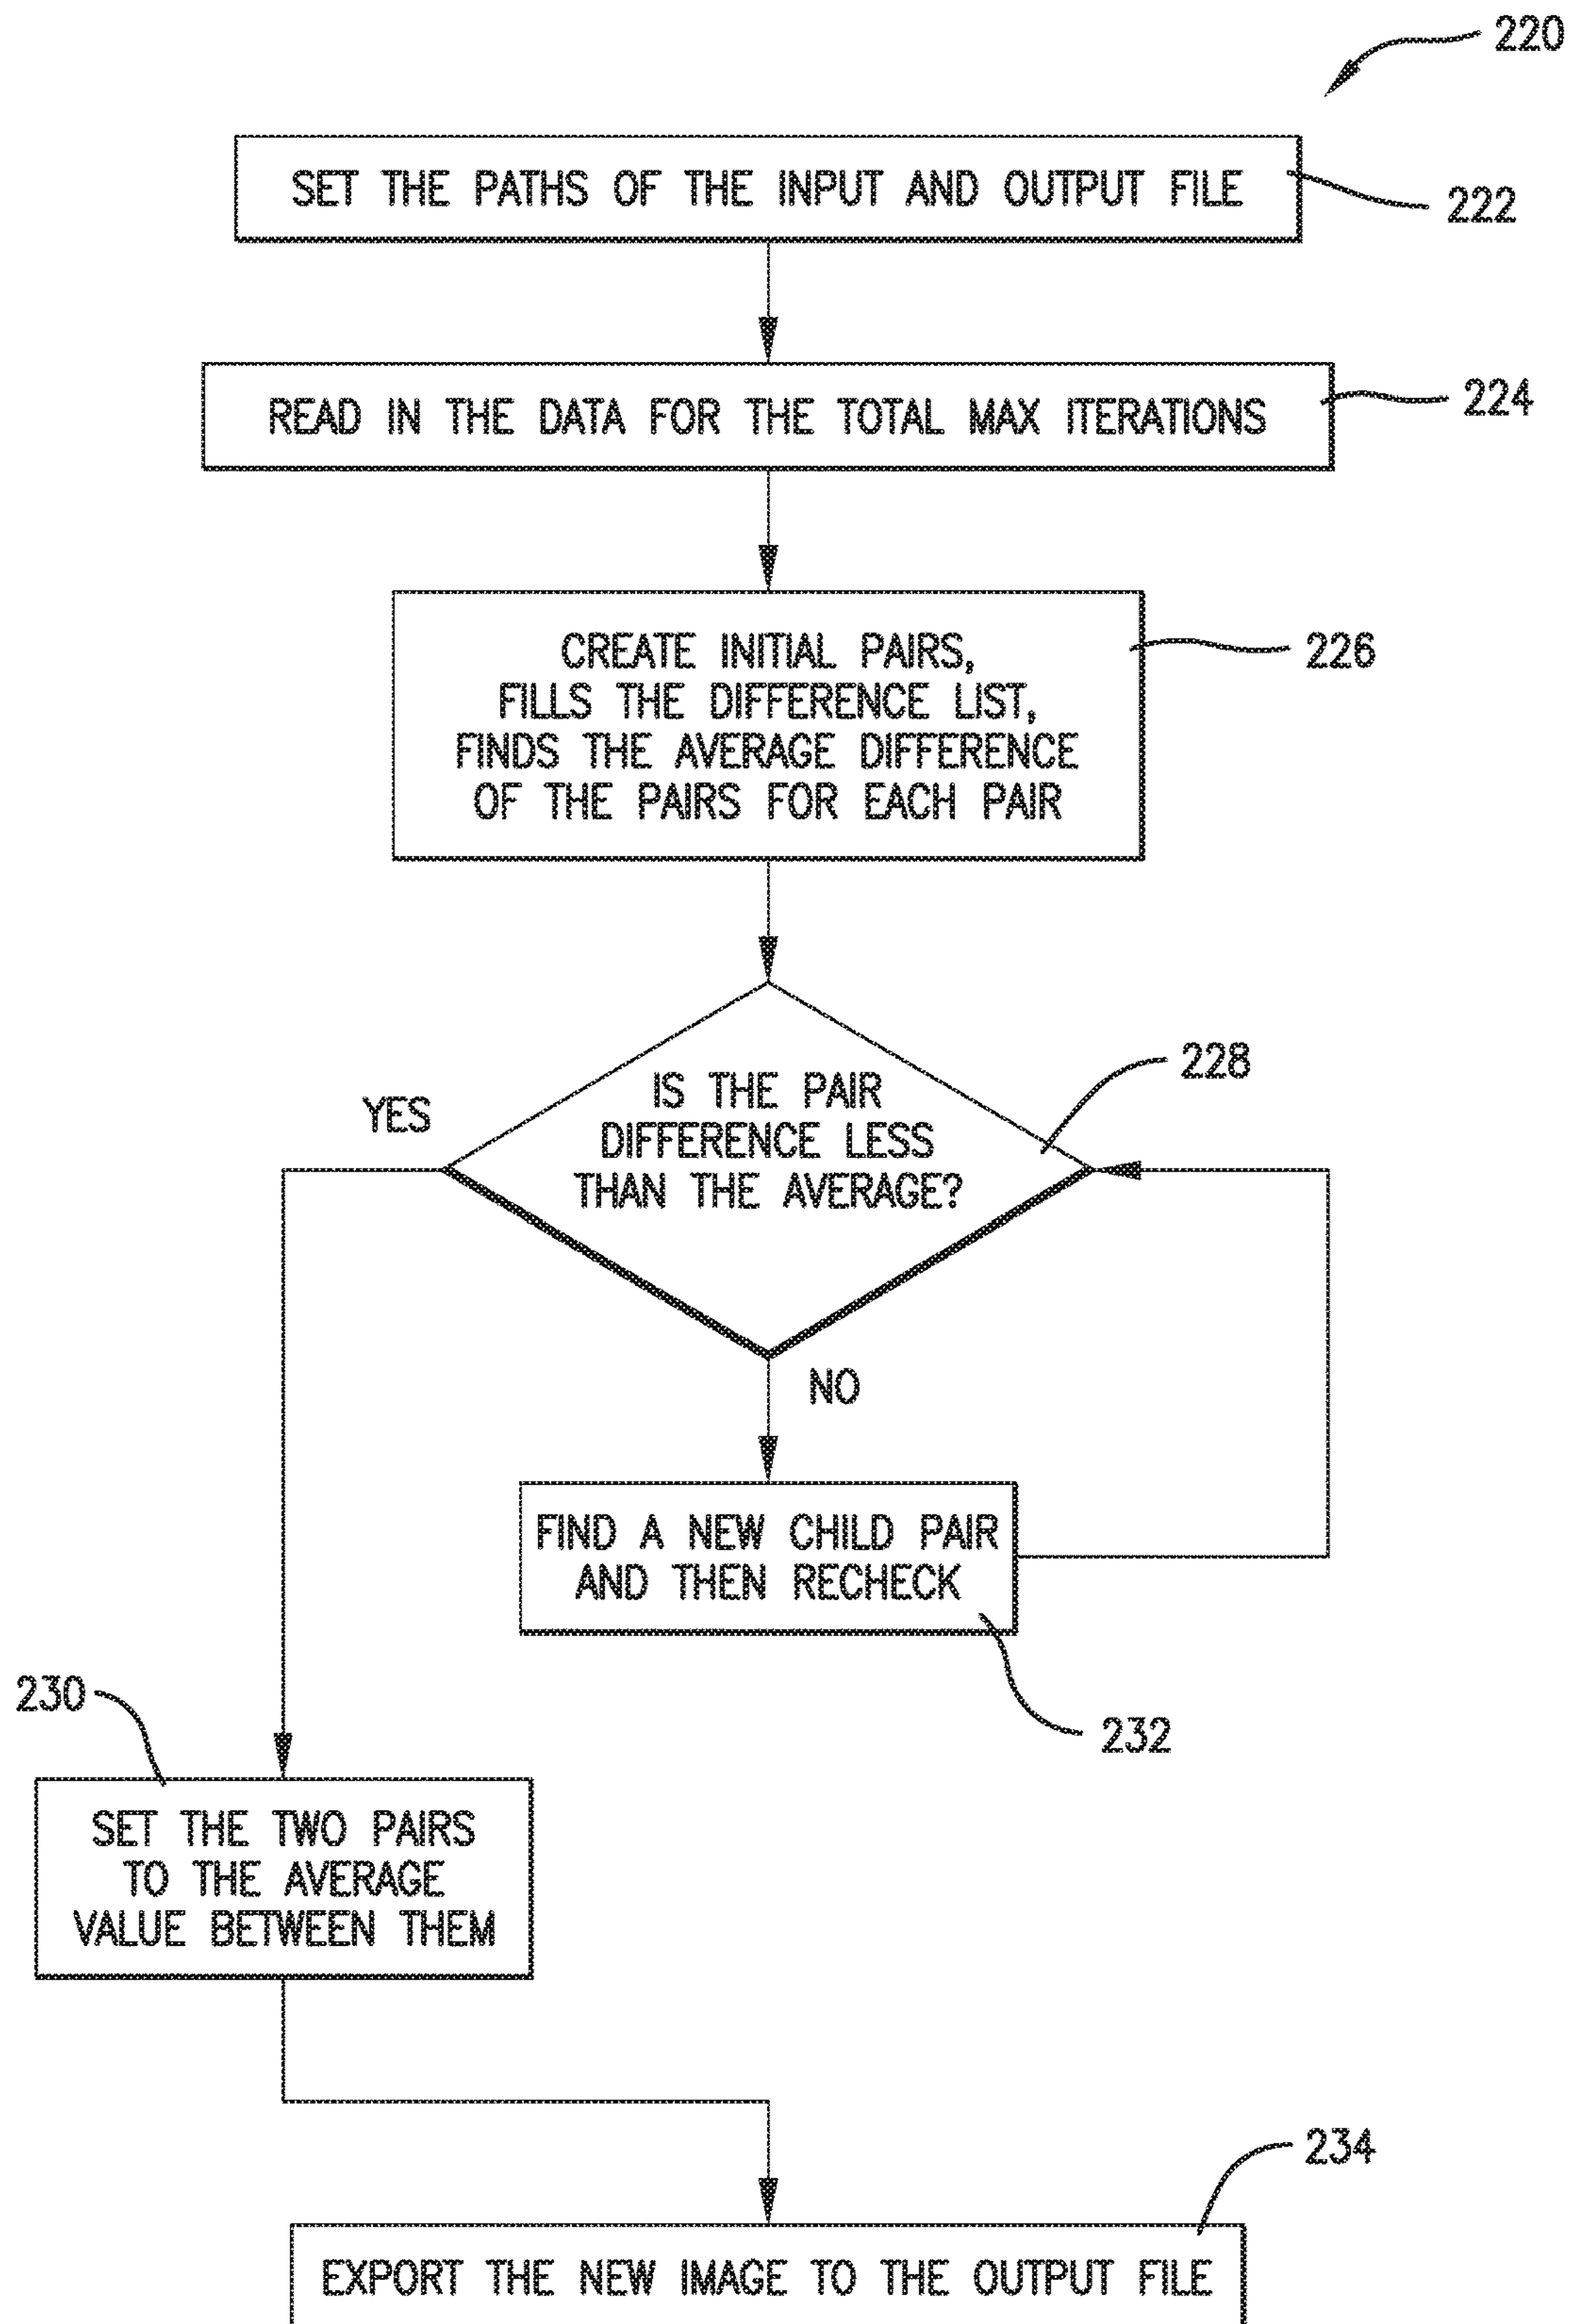 220
SET THE PATHS OF THE INPUT AND OUTPUT FILE
222
READ IN THE DATA FOR THE TOTAL MAX ITERATIONS
224
CREATE INITIAL PAIRS,
FILLS THE DIFFERENCE LIST,
FINDS THE AVERAGE DIFFERENCE
OF THE PAIRS FOR EACH PAIR
226
IS THE PAIR
DIFFERENCE LESS
THAN THE AVERAGE?
228
YES
NO
FIND A NEW CHILD PAIR
AND THEN RECHECK
232
230
SET THE TWO PAIRS
TO THE AVERAGE
VALUE BETWEEN THEM
234
EXPORT THE NEW IMAGE TO THE OUTPUT FILE